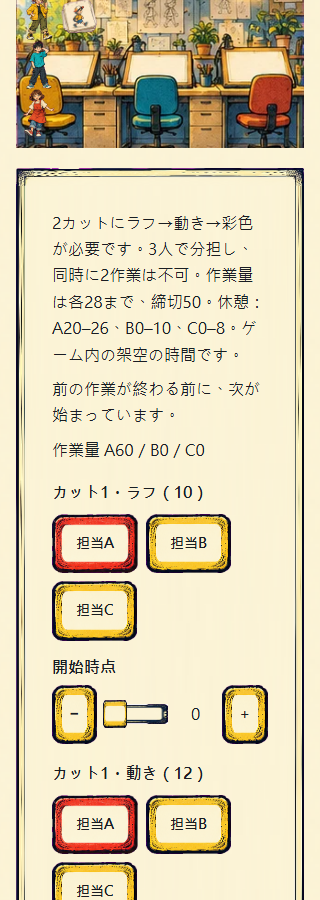 2カットにラフ→動き→彩色
が必要です。3人で分担し、
同時に2作業は不可。作業量
は各28まで、締切50。休憩：
A20–26、B0–10、C0–8。ゲ
ーム内の架空の時間です。
前の作業が終わる前に、次が
始まっています。
作業量 A60 / B0 / C0
カット1・ラフ ( 10 )
担当A 担当B
担当C
開始時点
− 0 +
カット1・動き ( 12 )
担当A 担当B
担当C